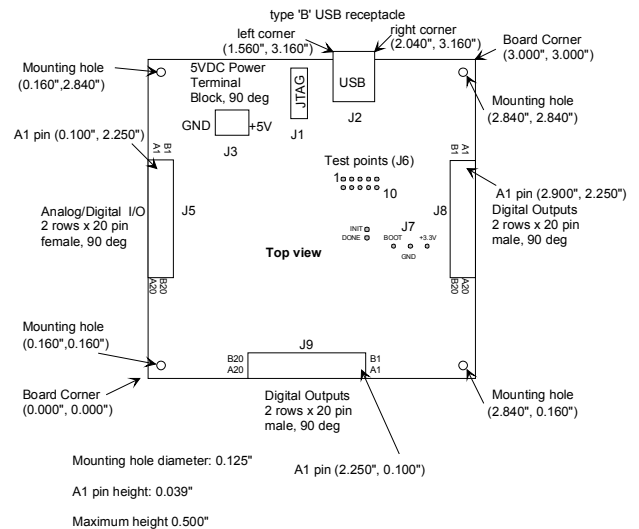 type 'B' USB receptacle
left corner
(1.560", 3.160")
right corner
(2.040", 3.160")
Board Corner
(3.000", 3.000")
Mounting hole
(0.160",2.840")
5VDC Power
Terminal
Block, 90 deg
JTAG
USB
Mounting hole
(2.840", 2.840")
GND
+5V
J1
J2
J3
A1 pin (0.100", 2.250")
A1
B1
B1
A1
Test points (J6)
1
10
A1 pin (2.900", 2.250")
Analog/Digital I/O
2 rows x 20 pin
female, 90 deg
J5
J8
Digital Outputs
2 rows x 20 pin
male, 90 deg
J7
INIT
DONE
BOOT
+3.3V
GND
Top view
A20
B20
B20
A20
Mounting hole
(0.160",0.160")
J9
B20
A20
B1
A1
Board Corner
(0.000", 0.000")
Digital Outputs
2 rows x 20 pin
male, 90 deg
Mounting hole
(2.840", 0.160")
Mounting hole diameter: 0.125"
A1 pin (2.250", 0.100")
A1 pin height: 0.039"
Maximum height 0.500"